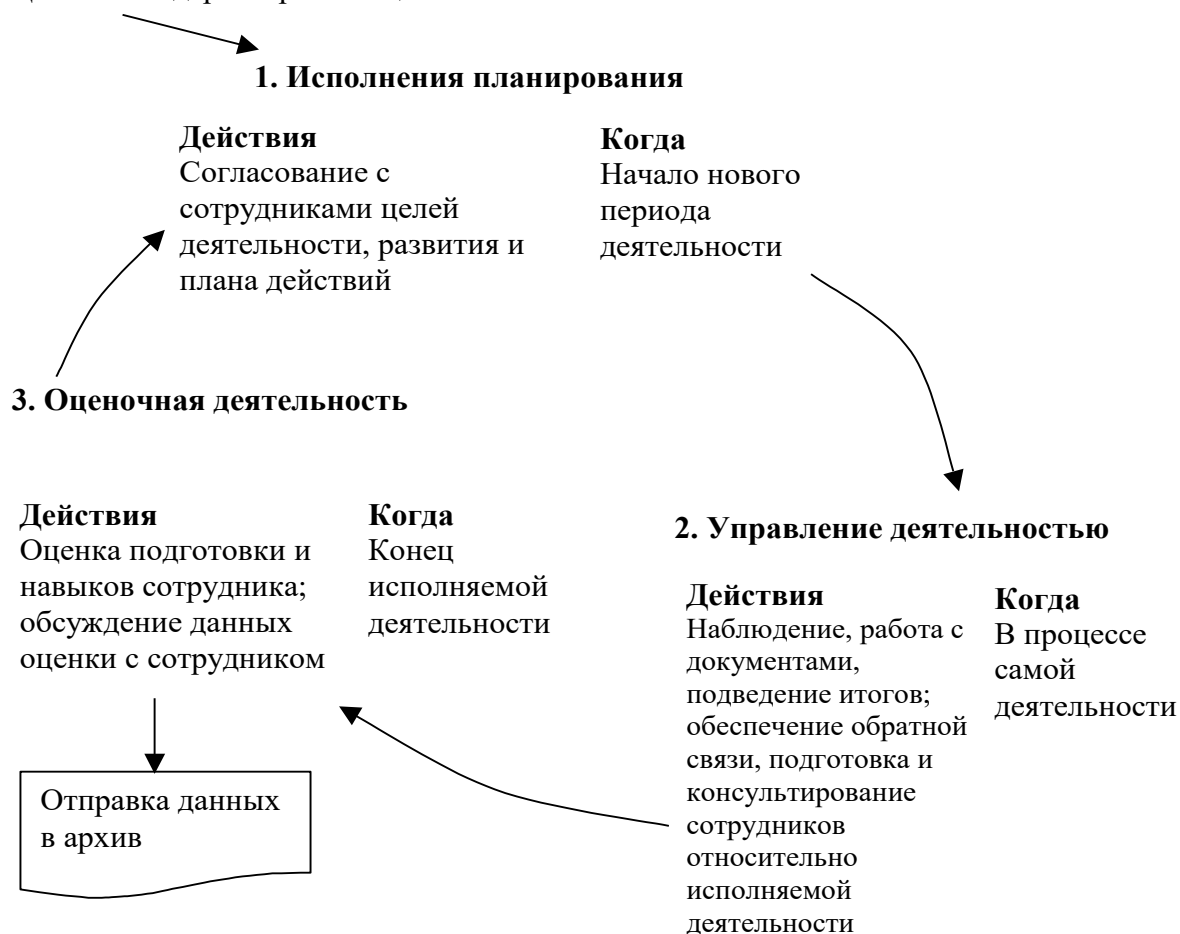 1. Исполнения планирования
Действия
Согласование с
сотрудниками целей
деятельности, развития и
плана действий
Когда
Начало нового
периода
деятельности
3. Оценочная деятельность
Действия
Оценка подготовки и
навыков сотрудника;
обсуждение данных
оценки с сотрудником
Когда
Конец
исполняемой
деятельности
Отправка данных
в архив
2. Управление деятельностью
Действия
Наблюдение, работа с
документами,
подведение итогов;
обеспечение обратной
связи, подготовка и
консультирование
сотрудников
относительно
исполняемой
деятельности
Когда
В процессе
самой
деятельности